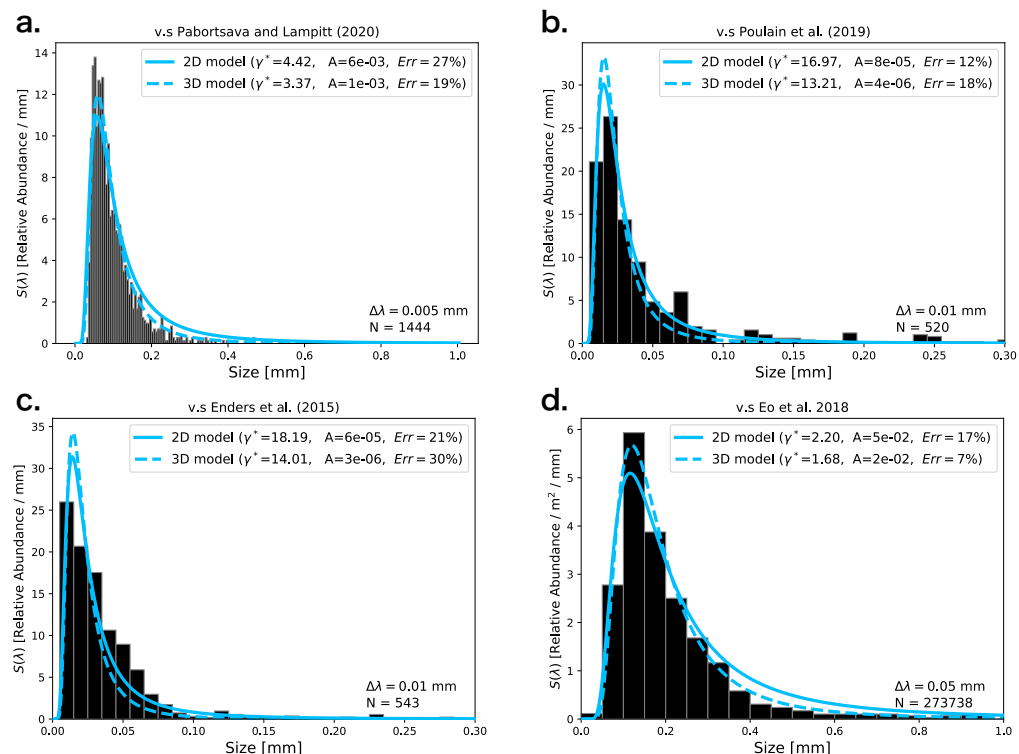 a.
v.s Pabortsava and Lampitt (2020)
2D model (γ*=4.42, A=6e-03, Err=27%)
3D model (γ*=3.37, A=1e-03, Err=19%)
S(λ) [Relative Abundance / mm]
14
12
10
8
6
4
2
0
Δλ = 0.005 mm
N = 1444
0.0 0.2 0.4 0.6 0.8 1.0
Size [mm]
b.
v.s Poulain et al. (2019)
2D model (γ*=16.97, A=8e-05, Err=12%)
3D model (γ*=13.21, A=4e-06, Err=18%)
S(λ) [Relative Abundance / mm]
30
25
20
15
10
5
0
Δλ = 0.01 mm
N = 520
0.00 0.05 0.10 0.15 0.20 0.25 0.30
Size [mm]
c.
v.s Enders et al. (2015)
2D model (γ*=18.19, A=6e-05, Err=21%)
3D model (γ*=14.01, A=3e-06, Err=30%)
S(λ) [Relative Abundance / mm]
35
30
25
20
15
10
5
0
Δλ = 0.01 mm
N = 543
0.00 0.05 0.10 0.15 0.20 0.25 0.30
Size [mm]
d.
v.s Eo et al. 2018
2D model (γ*=2.20, A=5e-02, Err=17%)
3D model (γ*=1.68, A=2e-02, Err=7%)
S(λ) [Relative Abundance / m² / mm]
6
5
4
3
2
1
0
Δλ = 0.05 mm
N = 273738
0.0 0.2 0.4 0.6 0.8 1.0
Size [mm]